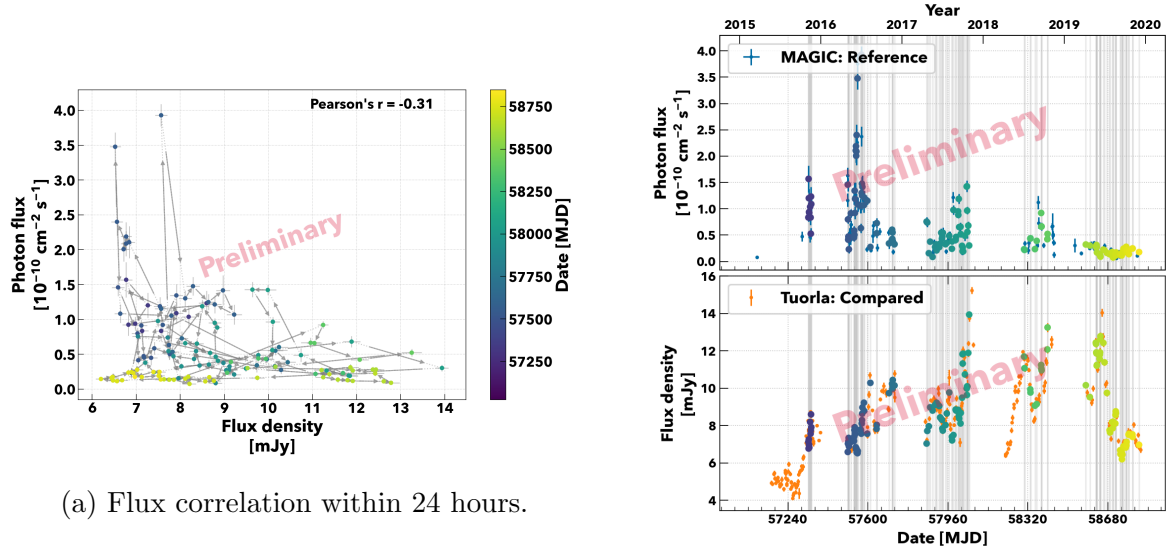 Pearson's r = -0.31
4.0
3.5
3.0
2.5
2.0
1.5
1.0
0.5
0.0
Photon flux
[10⁻¹⁰ cm⁻² s⁻¹]
Preliminary
6 7 8 9 10 11 12 13 14
Flux density
[mJy]
58750
58500
58250
58000
57750
57500
57250
Date [MJD]
(a) Flux correlation within 24 hours.
Year
2015 2016 2017 2018 2019 2020
MAGIC: Reference
4.0
3.5
3.0
2.5
2.0
1.5
1.0
0.5
0.0
Photon flux
[10⁻¹⁰ cm⁻² s⁻¹]
Preliminary
Tuorla: Compared
16
14
12
10
8
6
4
Flux density
[mJy]
Preliminary
57240 57600 57960 58320 58680
Date [MJD]